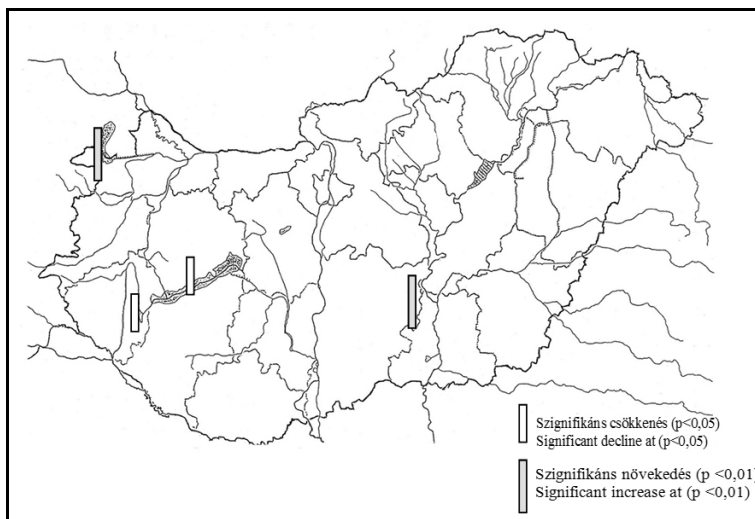 Szignifikáns csökkenés (p<0,05)
Significant decline at (p<0,05)
Szignifikáns növekedés (p <0,01)
Significant increase at (p <0,01)